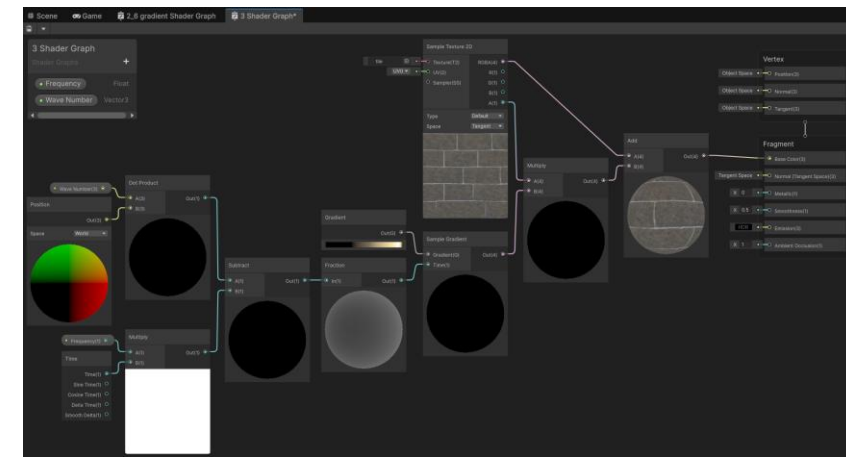 Scene
Game
2_6 gradient Shader Graph
3 Shader Graph*
3 Shader Graph
Shader Graphs
Frequency Float
Wave Number Vector3
Sample Texture 2D
Texture(T2) RGBA(4)
UV0 UV(2) R(1)
Sampler(SS) G(1)
B(1)
A(1)
Type Default
Space Tangent
Vertex
Object Space Position(3)
Object Space Normal(3)
Object Space Tangent(3)
Fragment
Base Color(3)
Tangent Space Normal (Tangent Space)(3)
X 0 Metallic(1)
X 0.5 Smoothness(1)
Emission(3)
X 1 Ambient Occlusion(1)
Add
A(4) Out(4)
B(4)
Multiply
A(4) Out(4)
B(4)
Wave Number(3)
Dot Product
A(3) Out(1)
B(3)
Position
Out(3)
Space World
Gradient
Out(G)
Sample Gradient
Gradient(G) Out(4)
Time(1)
Subtract
A(1) Out(1)
B(1)
Fraction
In(1) Out(1)
Frequency(1)
Multiply
A(1) Out(1)
B(1)
Time
Time(1)
Sine Time(1)
Cosine Time(1)
Delta Time(1)
Smooth Delta(1)